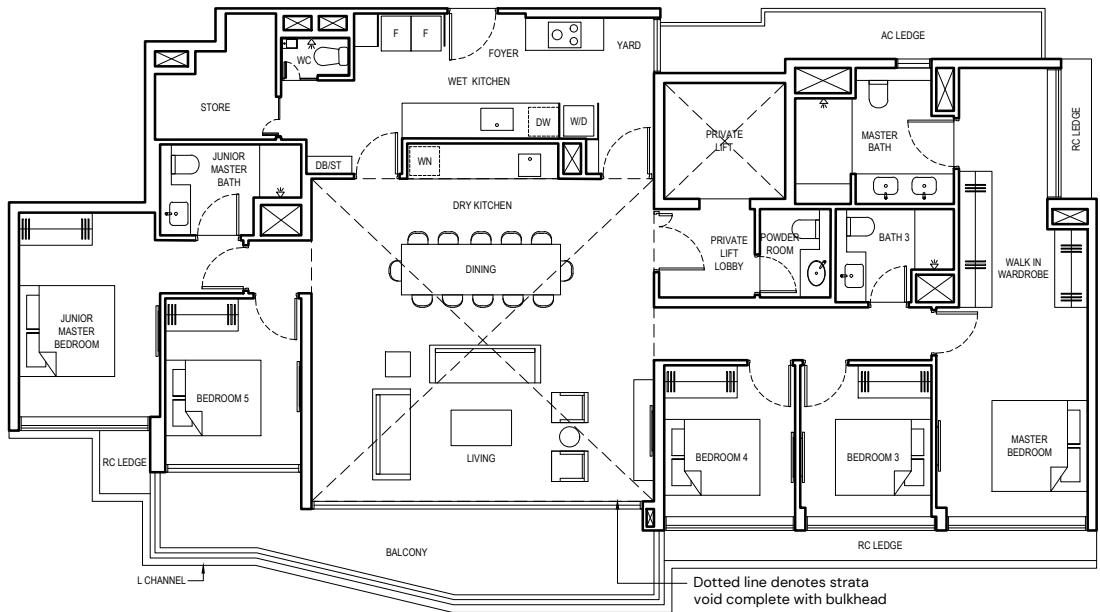 AC LEDGE
F F
FOYER
YARD
WC
WET KITCHEN
STORE
DW
W/D
PRIVATE
LIFT
MASTER
BATH
RC LEDGE
JUNIOR
MASTER
BATH
DB/ST
WN
DRY KITCHEN
PRIVATE
LIFT
LOBBY
POWDER
ROOM
BATH 3
WALK IN
WARDROBE
DINING
JUNIOR
MASTER
BEDROOM
BEDROOM 5
LIVING
BEDROOM 4
BEDROOM 3
MASTER
BEDROOM
RC LEDGE
BALCONY
RC LEDGE
L CHANNEL
Dotted line denotes strata
void complete with bulkhead